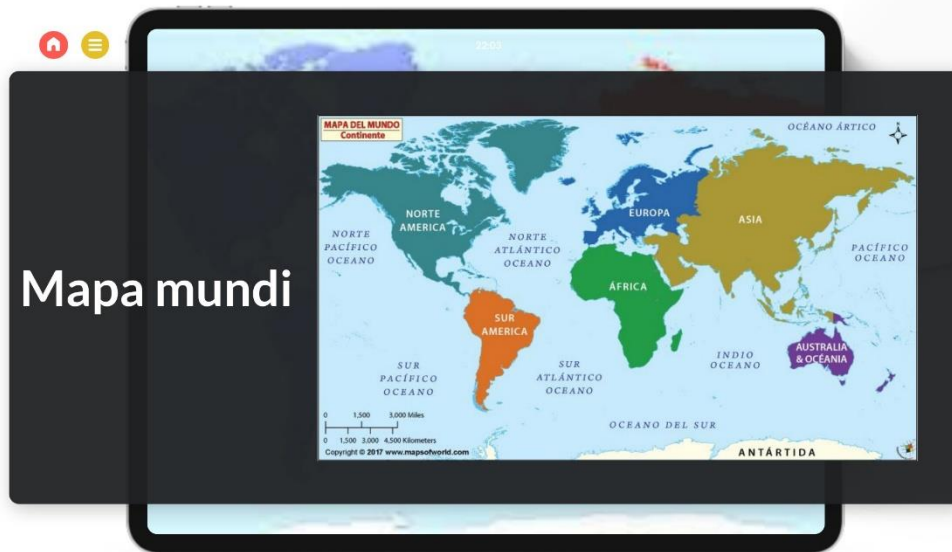 22:03
MAPA DEL MUNDO
Continente
OCÉANO ÁRTICO
NORTE
AMERICA
EUROPA
ASIA
NORTE
PACÍFICO
OCEANO
NORTE
ATLÁNTICO
OCEANO
PACÍFICO
OCEANO
Mapa mundi
ÁFRICA
SUR
AMERICA
AUSTRALIA
& OCEANÍA
INDIO
OCEANO
SUR
PACÍFICO
OCEANO
SUR
ATLÁNTICO
OCEANO
0 1,500 3,000 Miles
0 1,500 3,000 4,500 Kilometers
OCEANO DEL SUR
ANTÁRTIDA
Copyright © 2017 www.mapsofworld.com